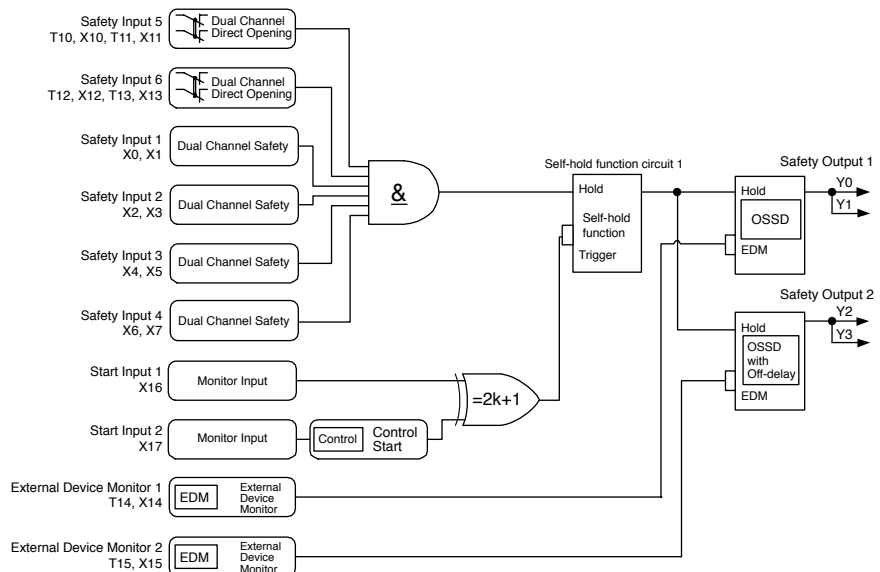 Safety Input 5
T10, X10, T11, X11
Dual Channel
Direct Opening
Safety Input 6
T12, X12, T13, X13
Dual Channel
Direct Opening
Safety Input 1
X0, X1
Dual Channel Safety
Safety Input 2
X2, X3
Dual Channel Safety
Safety Input 3
X4, X5
Dual Channel Safety
Safety Input 4
X6, X7
Dual Channel Safety
&
Start Input 1
X16
Monitor Input
Start Input 2
X17
Monitor Input
Control
Control
Start
=2k+1
External Device Monitor 1
T14, X14
EDM
External
Device
Monitor
External Device Monitor 2
T15, X15
EDM
External
Device
Monitor
Self-hold function circuit 1
Hold
Self-hold
function
Trigger
Safety Output 1
Hold
OSSD
EDM
Y0
Y1
Safety Output 2
Hold
OSSD
with
Off-delay
EDM
Y2
Y3